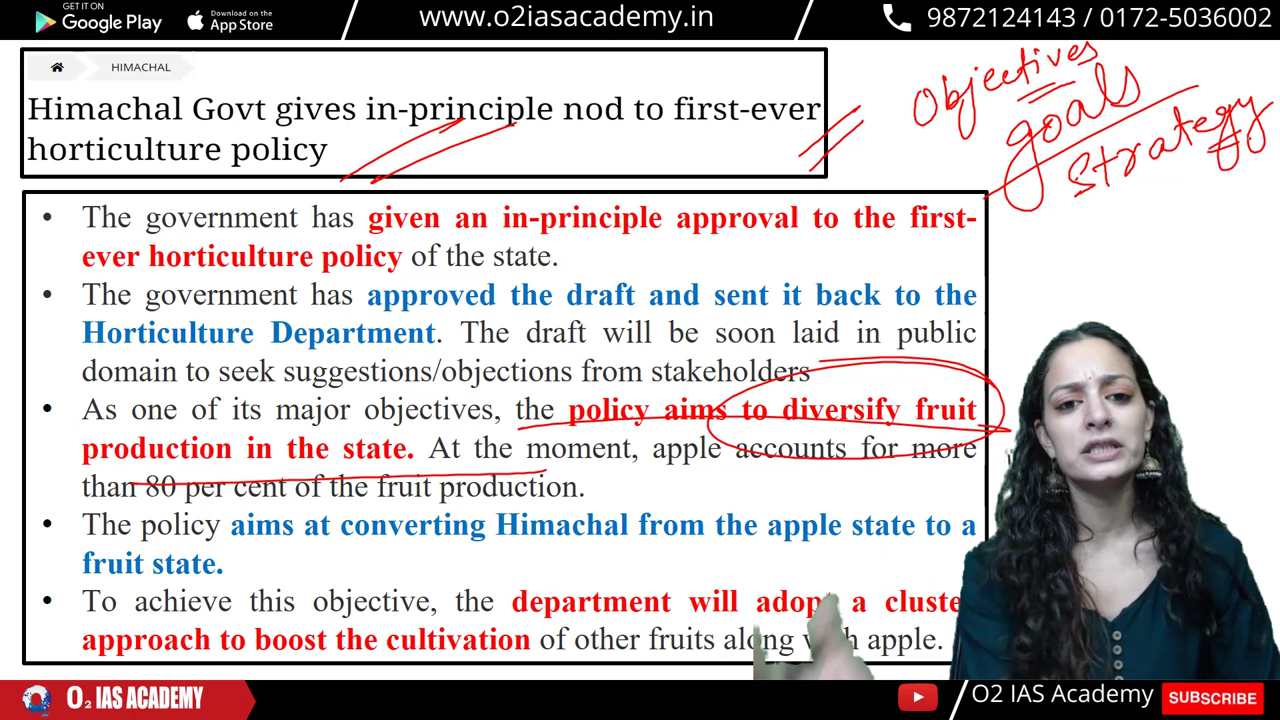 GET IT ON
Google Play
Download on the
App Store
www.o2iasacademy.in
9872124143 / 0172-5036002
HIMACHAL
Himachal Govt gives in-principle nod to first-ever
horticulture policy
Objectives
goals
Strategy
• The government has given an in-principle approval to the first-
ever horticulture policy of the state.
• The government has approved the draft and sent it back to the
Horticulture Department. The draft will be soon laid in public
domain to seek suggestions/objections from stakeholders
• As one of its major objectives, the policy aims to diversify fruit
production in the state. At the moment, apple accounts for more
than 80 per cent of the fruit production.
• The policy aims at converting Himachal from the apple state to a
fruit state.
• To achieve this objective, the department will adopt a cluster
approach to boost the cultivation of other fruits along with apple.
O2 IAS ACADEMY
O2 IAS Academy
SUBSCRIBE